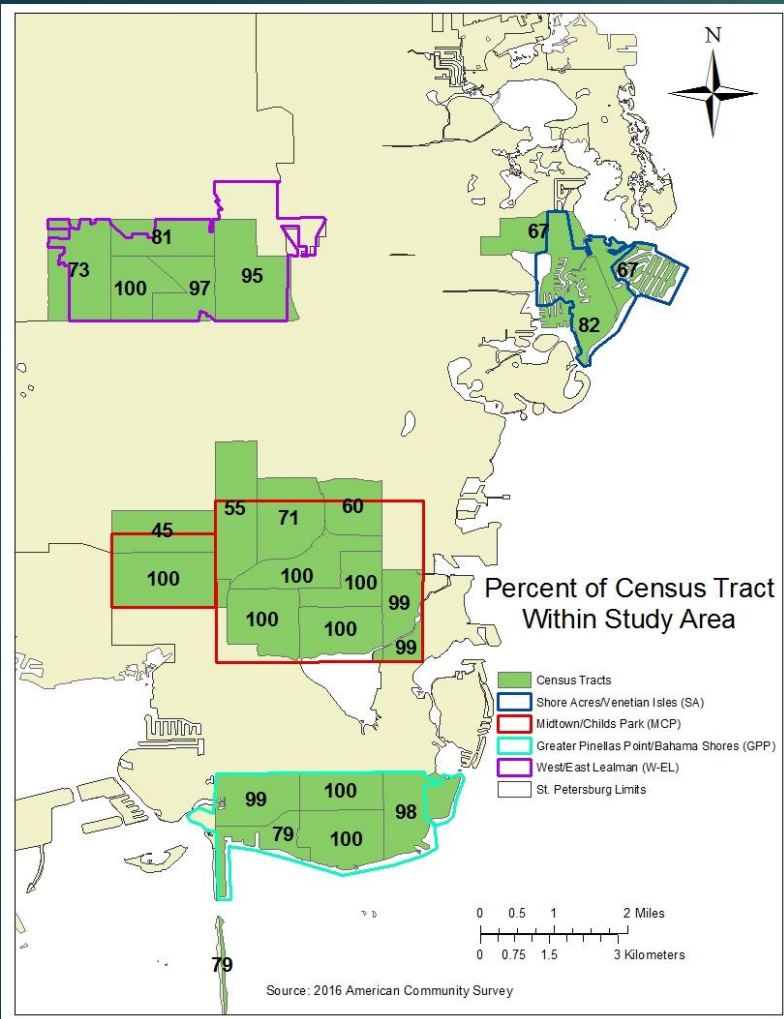 N
67
81
73
67
95
100
97
82
55
60
71
45
100
100
100
99
100
100
99
Percent of Census Tract
Within Study Area
Census Tracts
Shore Acres/Venetian Isles (SA)
Midtown/Childs Park (MCP)
Greater Pinellas Point/Bahama Shores (GPP)
West/East Lealman (W-EL)
St. Petersburg Limits
100
99
98
79
100
0 0.5 1 2 Miles
0 0.75 1.5 3 Kilometers
79
Source: 2016 American Community Survey